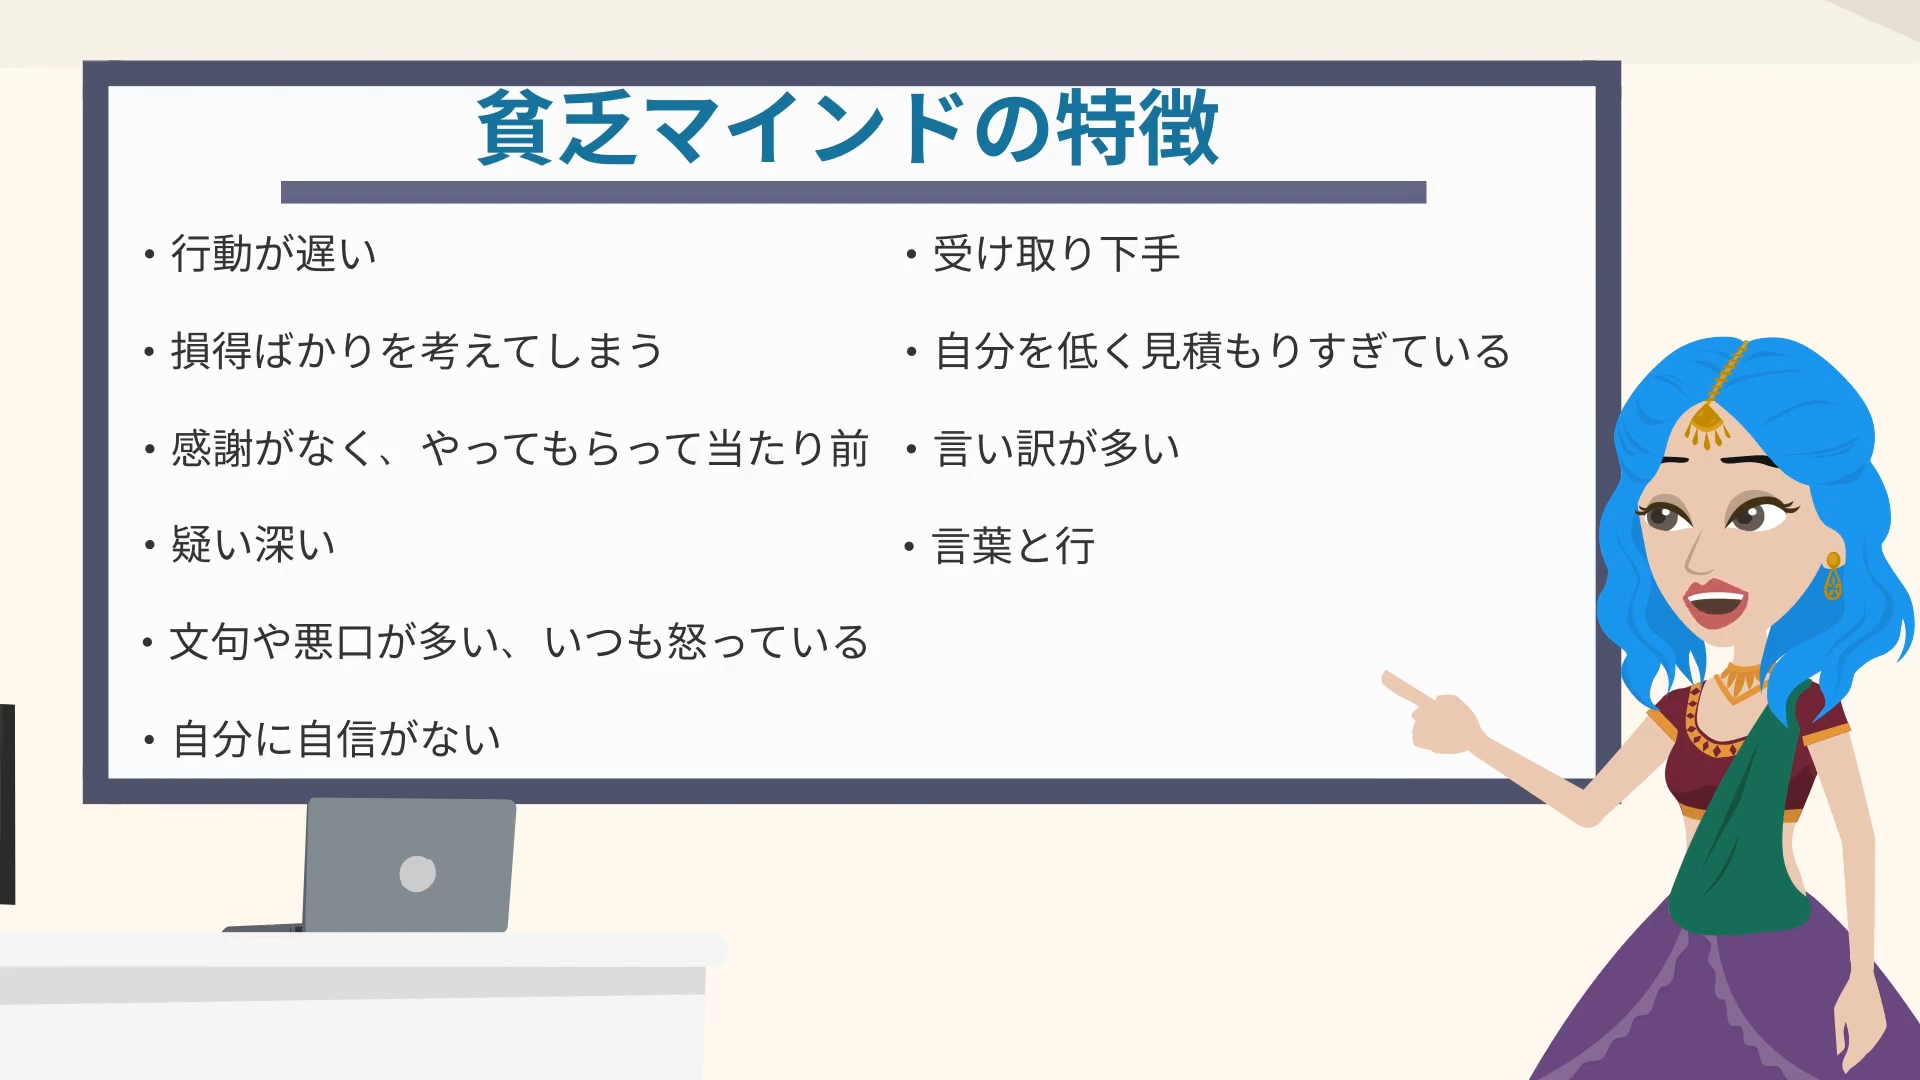 貧乏マインドの特徴
・行動が遅い
・損得ばかりを考えてしまう
・感謝がなく、やってもらって当たり前
・疑い深い
・文句や悪口が多い、いつも怒っている
・自分に自信がない
・受け取り下手
・自分を低く見積もりすぎている
・言い訳が多い
・言葉と行